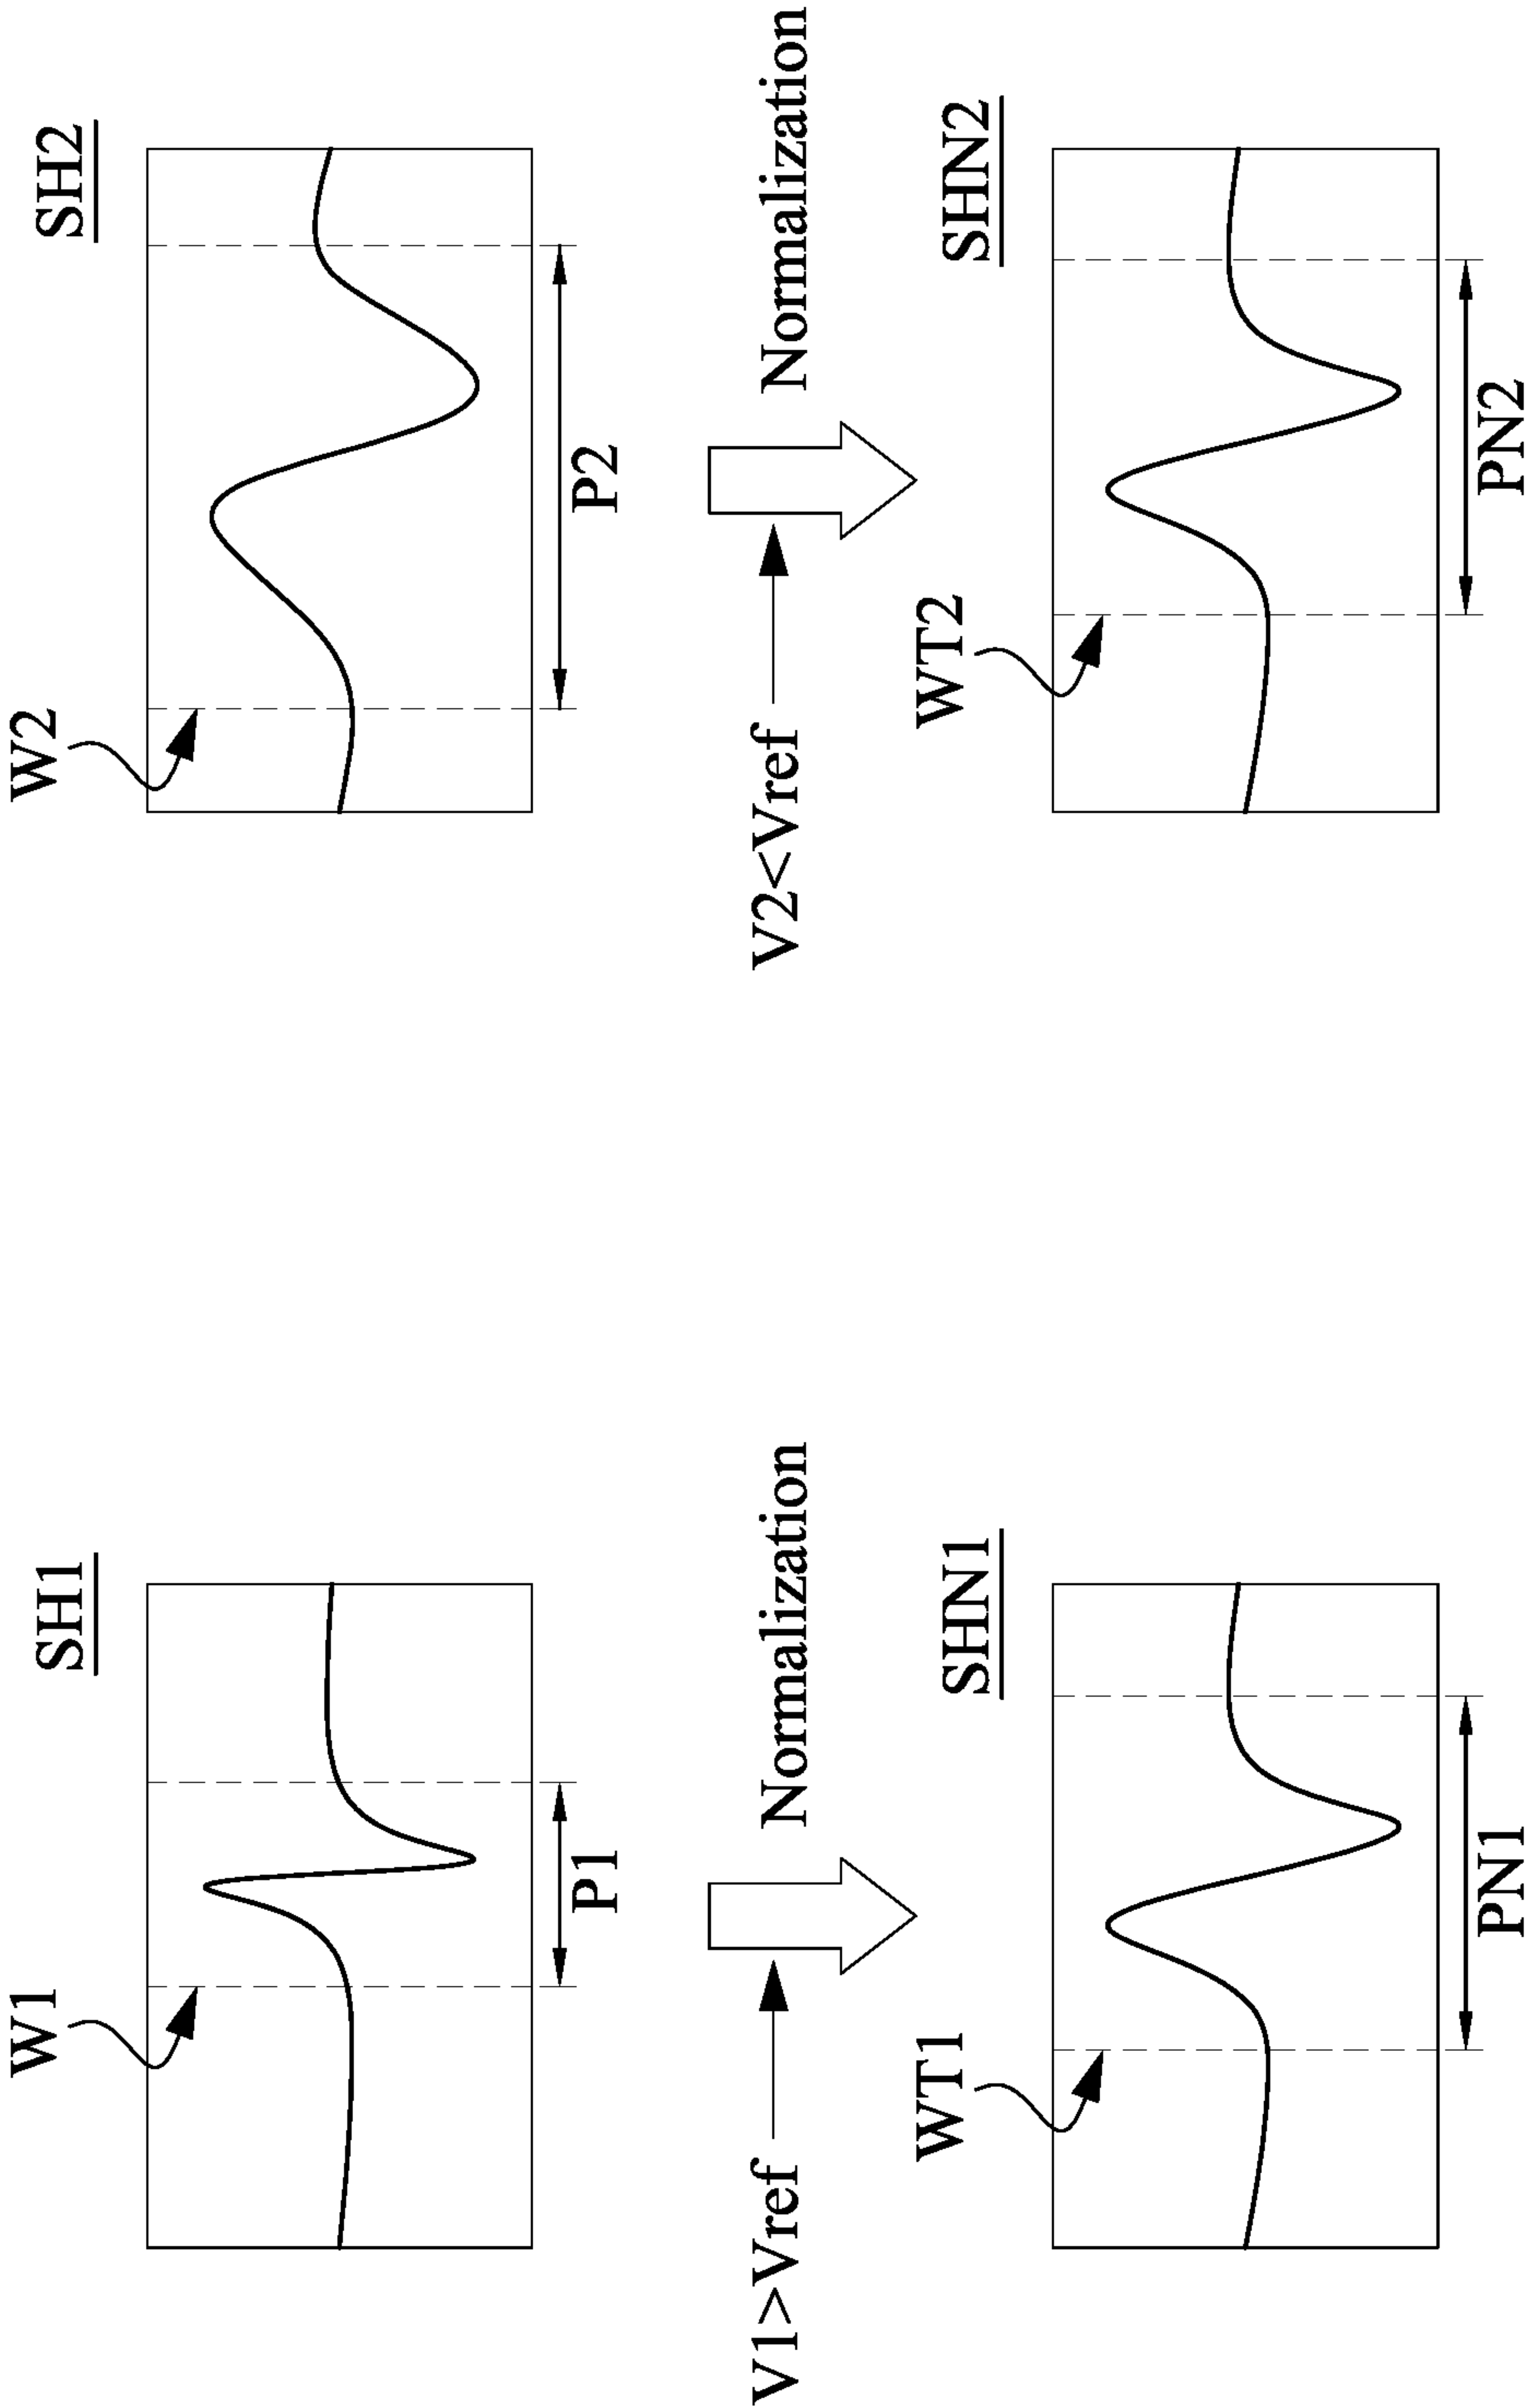 SH1
W1
P1
V1>Vref
Normalization
SHN1
WT1
PN1
SH2
W2
P2
V2<Vref
Normalization
SHN2
WT2
PN2